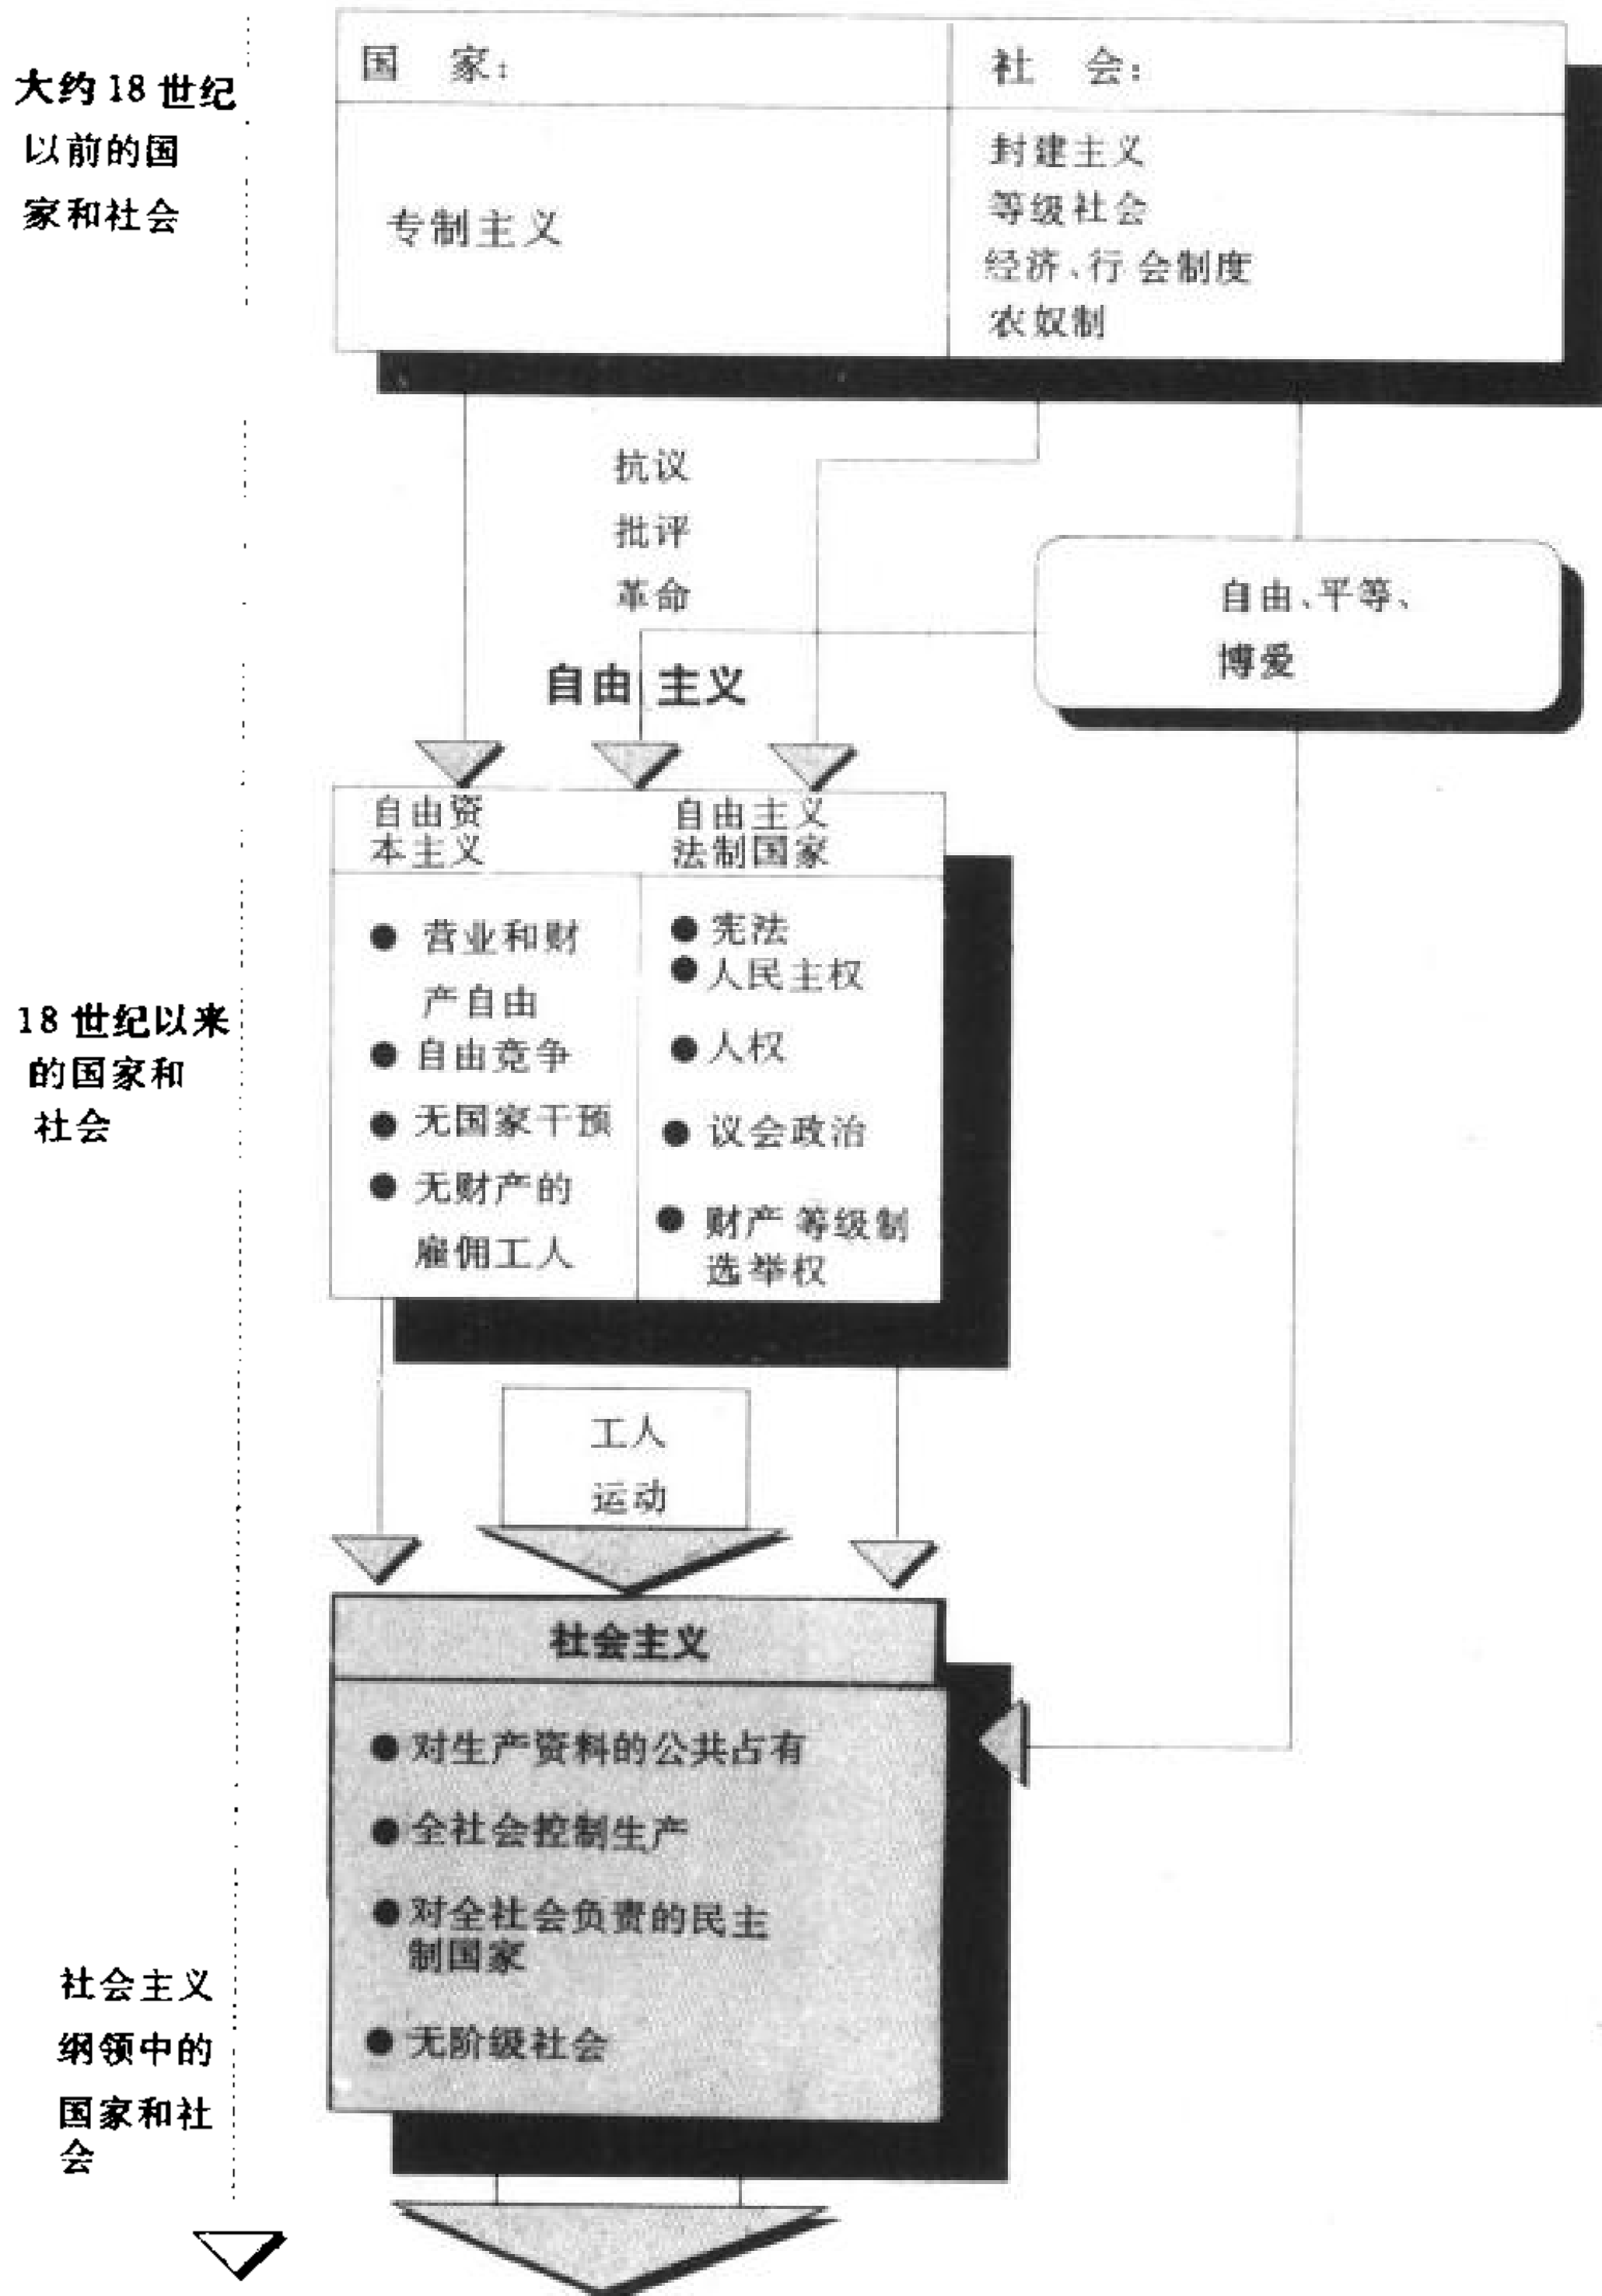 大约18世纪
以前的国
家和社会
国 家:
社 会:
专制主义
封建主义
等级社会
经济、行会制度
农奴制
抗议
批评
革命
自由、平等、
博爱
自由主义
18世纪以来
的国家和
社会
自由资
本主义
自由主义
法制国家
● 营业和财
产自由
● 自由竞争
● 无国家干预
● 无财产的
雇佣工人
● 宪法
● 人民主权
● 人权
● 议会政治
● 财产等级制
选举权
工人
运动
社会主义
● 对生产资料的公共占有
● 全社会控制生产
● 对全社会负责的民主
制国家
● 无阶级社会
社会主义
纲领中的
国家和社
会